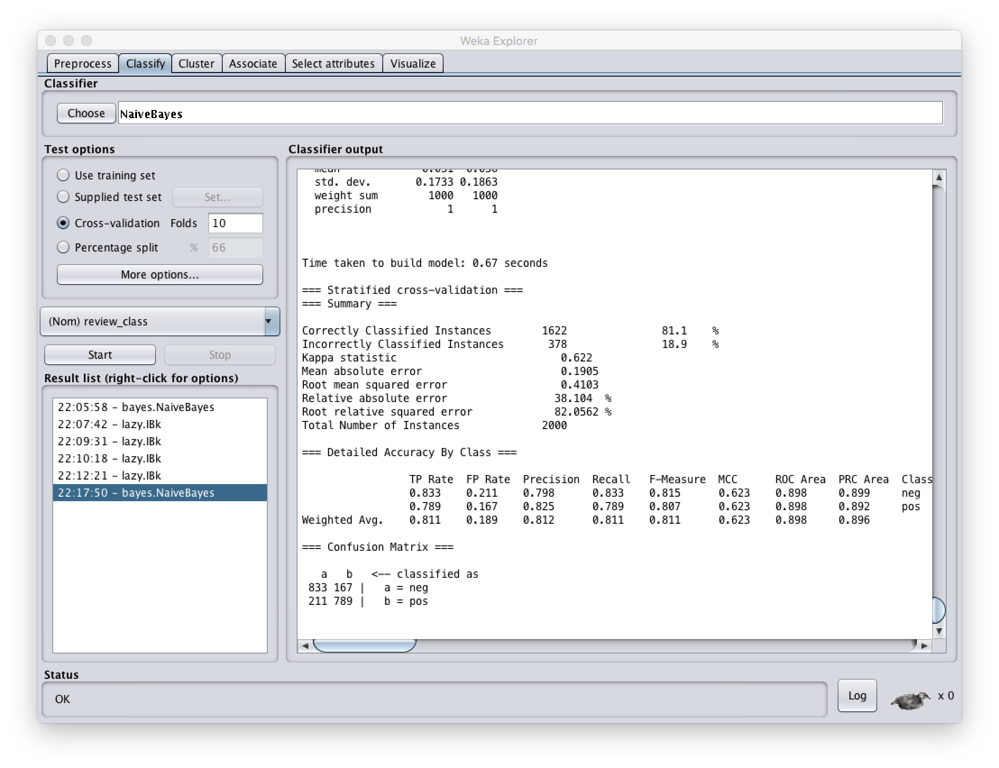 Weka Explorer
Preprocess Classify Cluster Associate Select attributes Visualize
Classifier
Choose NaiveBayes
Test options
Use training set
Supplied test set Set...
Cross-validation Folds 10
Percentage split % 66
More options...
(Nom) review_class
Start Stop
Result list (right-click for options)
22:05:58 - bayes.NaiveBayes
22:07:42 - lazy.IBk
22:09:31 - lazy.IBk
22:10:18 - lazy.IBk
22:12:21 - lazy.IBk
22:17:50 - bayes.NaiveBayes
Classifier output
std. dev. 0.1733 0.1863
weight sum 1000 1000
precision 1 1
Time taken to build model: 0.67 seconds
=== Stratified cross-validation ===
=== Summary ===
Correctly Classified Instances 1622 81.1 %
Incorrectly Classified Instances 378 18.9 %
Kappa statistic 0.622
Mean absolute error 0.1905
Root mean squared error 0.4103
Relative absolute error 38.104 %
Root relative squared error 82.0562 %
Total Number of Instances 2000
=== Detailed Accuracy By Class ===
TP Rate FP Rate Precision Recall F-Measure MCC ROC Area PRC Area Class
0.833 0.211 0.798 0.833 0.815 0.623 0.898 0.899 neg
0.789 0.167 0.825 0.789 0.807 0.623 0.898 0.892 pos
Weighted Avg. 0.811 0.189 0.812 0.811 0.811 0.623 0.898 0.896
=== Confusion Matrix ===
a b <-- classified as
833 167 | a = neg
211 789 | b = pos
Status
OK
Log x 0